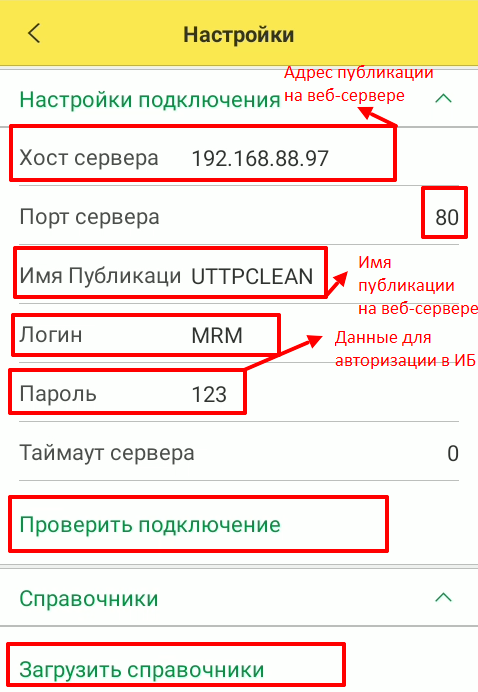 Настройки
Адрес публикации
на веб-сервере
Настройки подключения
Хост сервера 192.168.88.97
Порт сервера 80
Имя Публикаци UTTPCLEAN
Имя
публикации
на веб-сервере
Логин MRM
Данные для
авторизации в ИБ
Пароль 123
Таймаут сервера 0
Проверить подключение
Справочники
Загрузить справочники